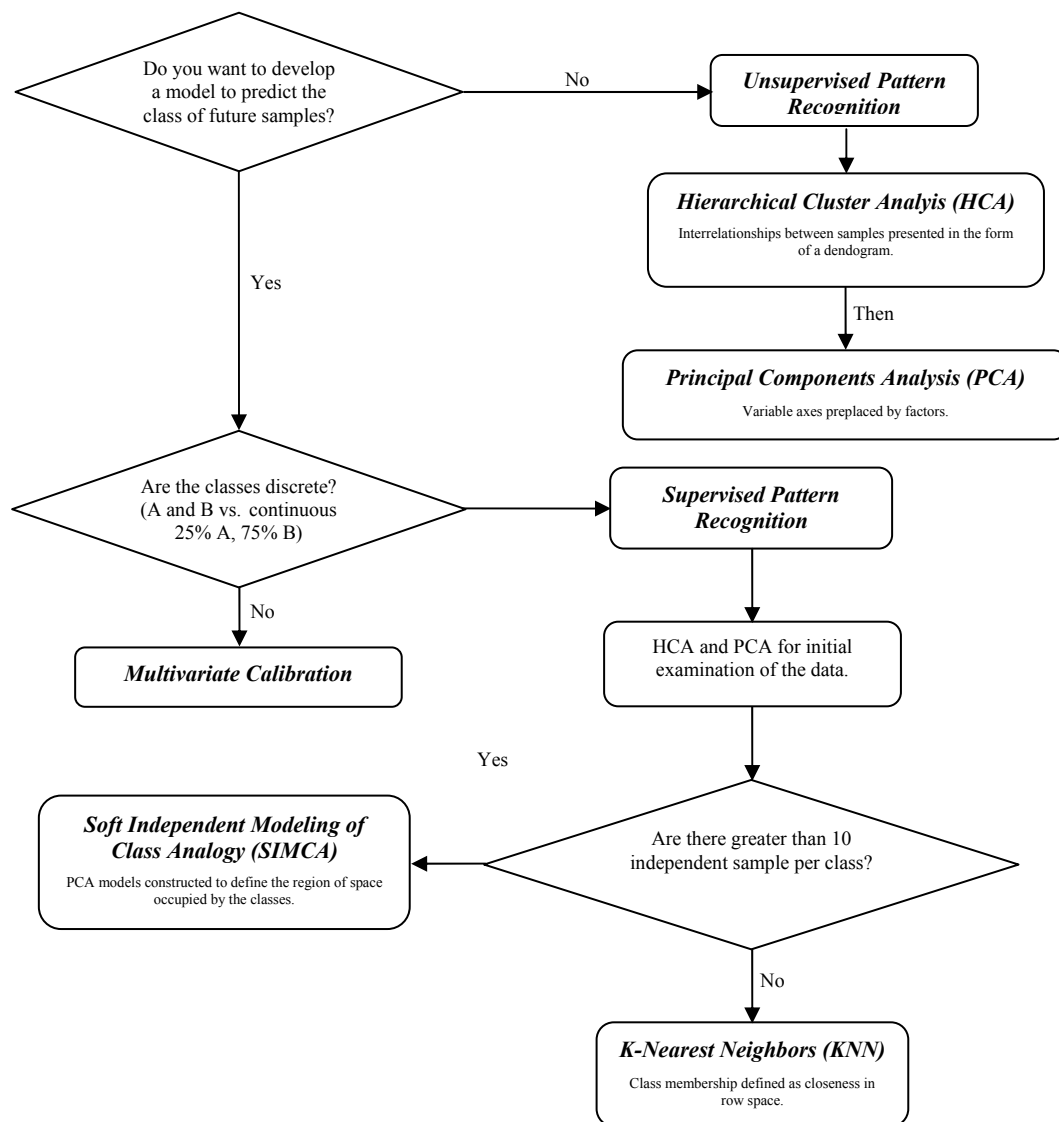 Do you want to develop
a model to predict the
class of future samples?
No
Unsupervised Pattern
Recognition
Hierarchical Cluster Analyis (HCA)
Interrelationships between samples presented in the form
of a dendogram.
Yes
Then
Principal Components Analysis (PCA)
Variable axes preplaced by factors.
Are the classes discrete?
(A and B vs. continuous
25% A, 75% B)
Supervised Pattern
Recognition
No
Multivariate Calibration
HCA and PCA for initial
examination of the data.
Yes
Soft Independent Modeling of
Class Analogy (SIMCA)
PCA models constructed to define the region of space
occupied by the classes.
Are there greater than 10
independent sample per class?
No
K-Nearest Neighbors (KNN)
Class membership defined as closeness in
row space.